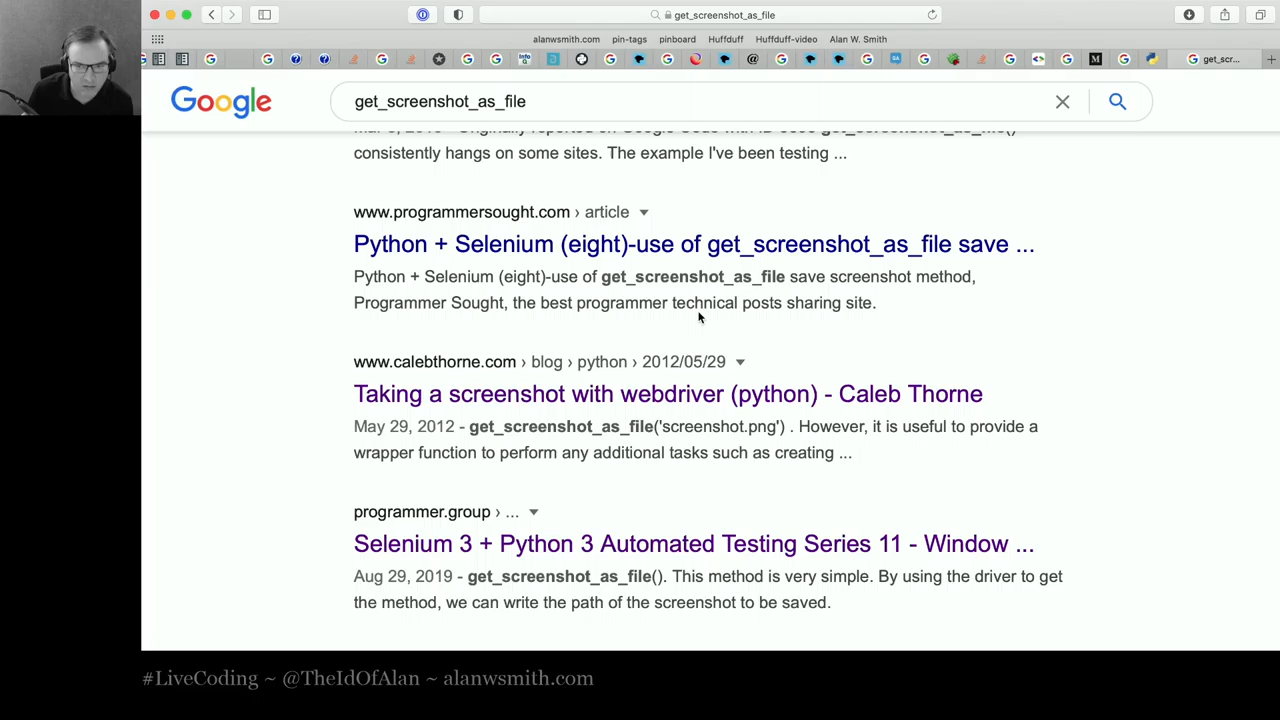 get_screenshot_as_file
alanwsmith.com pin-tags pinboard Huffduff Huffduff-video Alan W. Smith
get_scr...
Google get_screenshot_as_file
consistently hangs on some sites. The example I've been testing ...
www.programmersought.com › article
Python + Selenium (eight)-use of get_screenshot_as_file save ...
Python + Selenium (eight)-use of get_screenshot_as_file save screenshot method,
Programmer Sought, the best programmer technical posts sharing site.
www.calebthorne.com › blog › python › 2012/05/29
Taking a screenshot with webdriver (python) - Caleb Thorne
May 29, 2012 - get_screenshot_as_file('screenshot.png') . However, it is useful to provide a
wrapper function to perform any additional tasks such as creating ...
programmer.group › ...
Selenium 3 + Python 3 Automated Testing Series 11 - Window ...
Aug 29, 2019 - get_screenshot_as_file(). This method is very simple. By using the driver to get
the method, we can write the path of the screenshot to be saved.
#LiveCoding ~ @TheIdOfAlan ~ alanwsmith.com